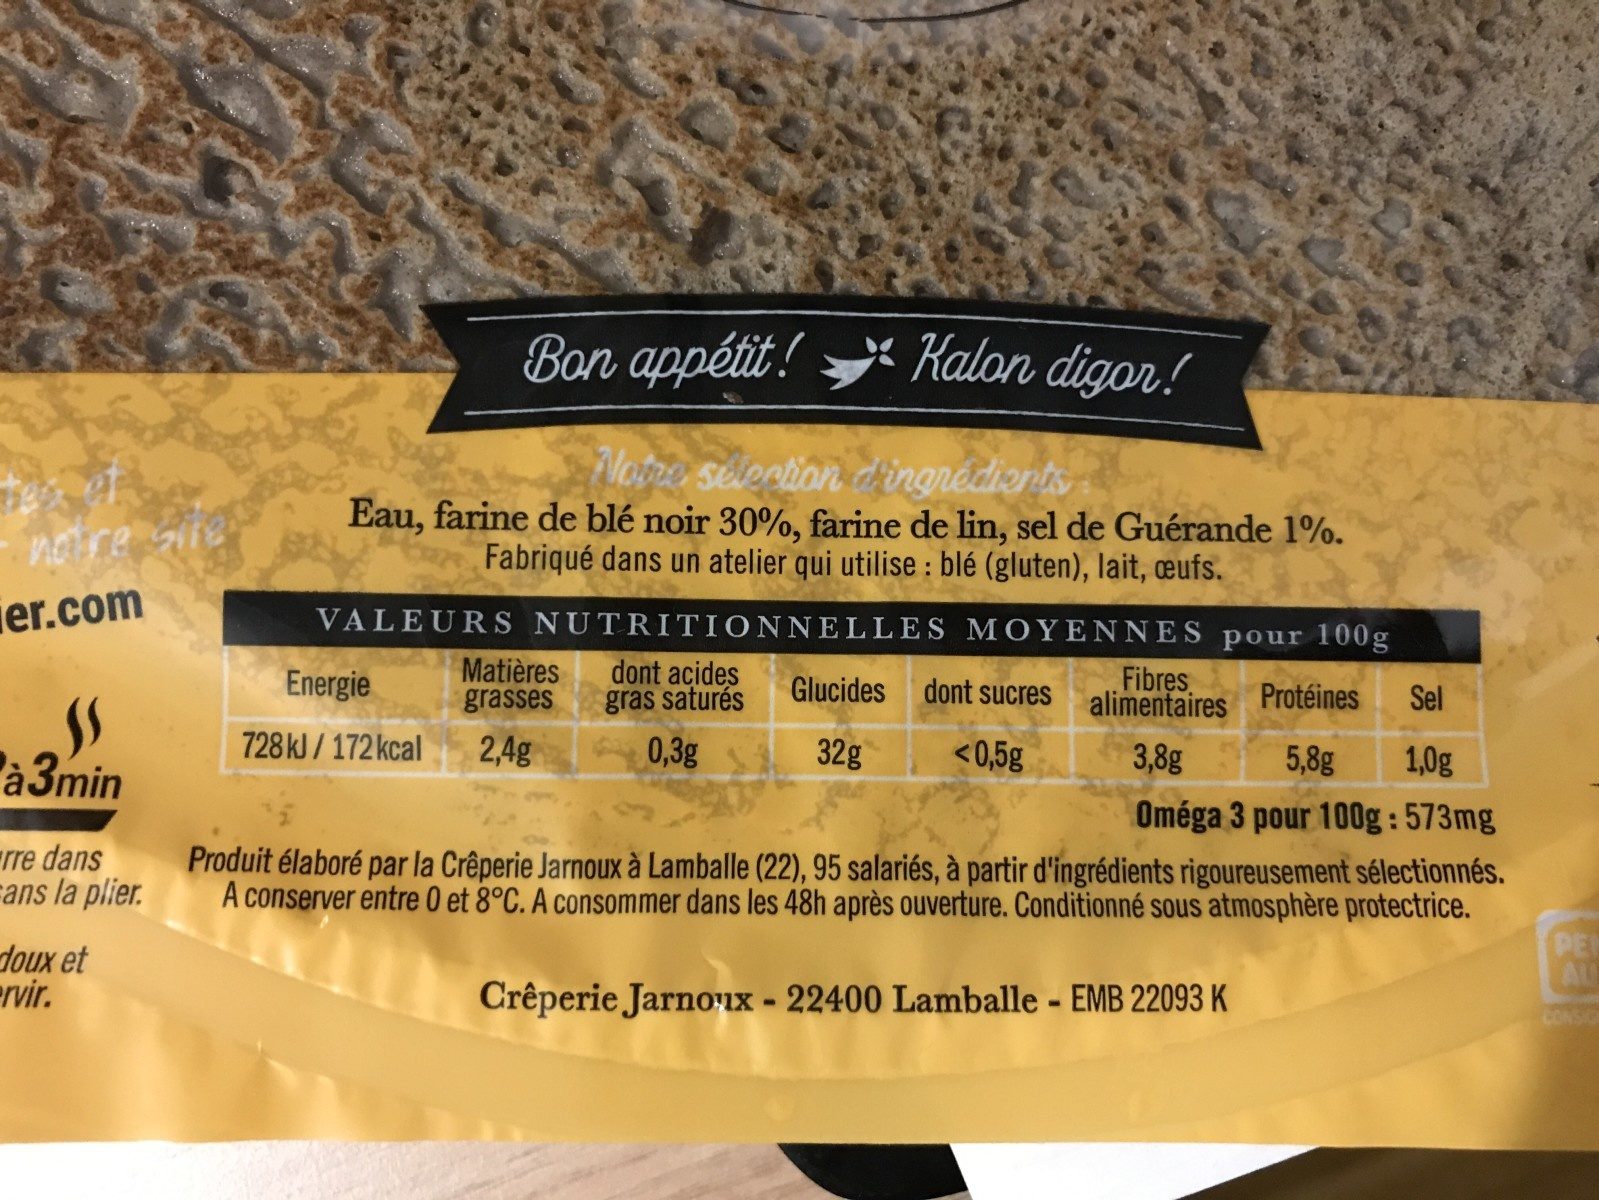 Bon appétit! Kalon digor!
Notre sélection d'ingrédients :
Eau, farine de blé noir 30%, farine de lin, sel de Guérande 1%.
Fabriqué dans un atelier qui utilise : blé (gluten), lait, œufs.
VALEURS NUTRITIONNELLES MOYENNES pour 100g
Energie Matières grasses dont acides gras saturés Glucides dont sucres Fibres alimentaires Protéines Sel
728 kJ / 172 kcal 2,4g 0,3g 32g <0,5g 3,8g 5,8g 1,0g
Oméga 3 pour 100g : 573mg
Produit élaboré par la Crêperie Jarnoux à Lamballe (22), 95 salariés, à partir d'ingrédients rigoureusement sélectionnés.
A conserver entre 0 et 8°C. A consommer dans les 48h après ouverture. Conditionné sous atmosphère protectrice.
Crêperie Jarnoux - 22400 Lamballe - EMB 22093 K
et
notre site
er.com
à 3min
dans
sans la plier.
doux et